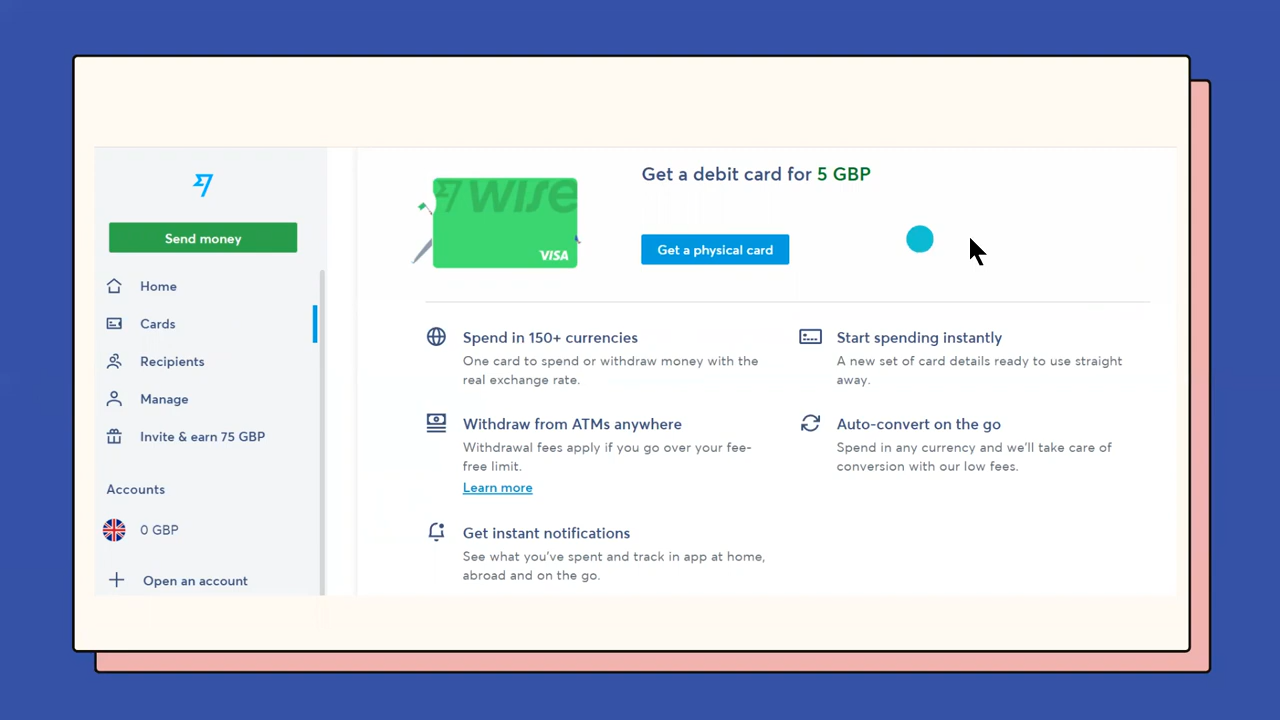 Send money
Home
Cards
Recipients
Manage
Invite & earn 75 GBP
Accounts
0 GBP
Open an account
WISE
VISA
Get a debit card for 5 GBP
Get a physical card
Spend in 150+ currencies
One card to spend or withdraw money with the
real exchange rate.
Start spending instantly
A new set of card details ready to use straight
away.
Withdraw from ATMs anywhere
Withdrawal fees apply if you go over your fee-
free limit.
Learn more
Auto-convert on the go
Spend in any currency and we'll take care of
conversion with our low fees.
Get instant notifications
See what you've spent and track in app at home,
abroad and on the go.